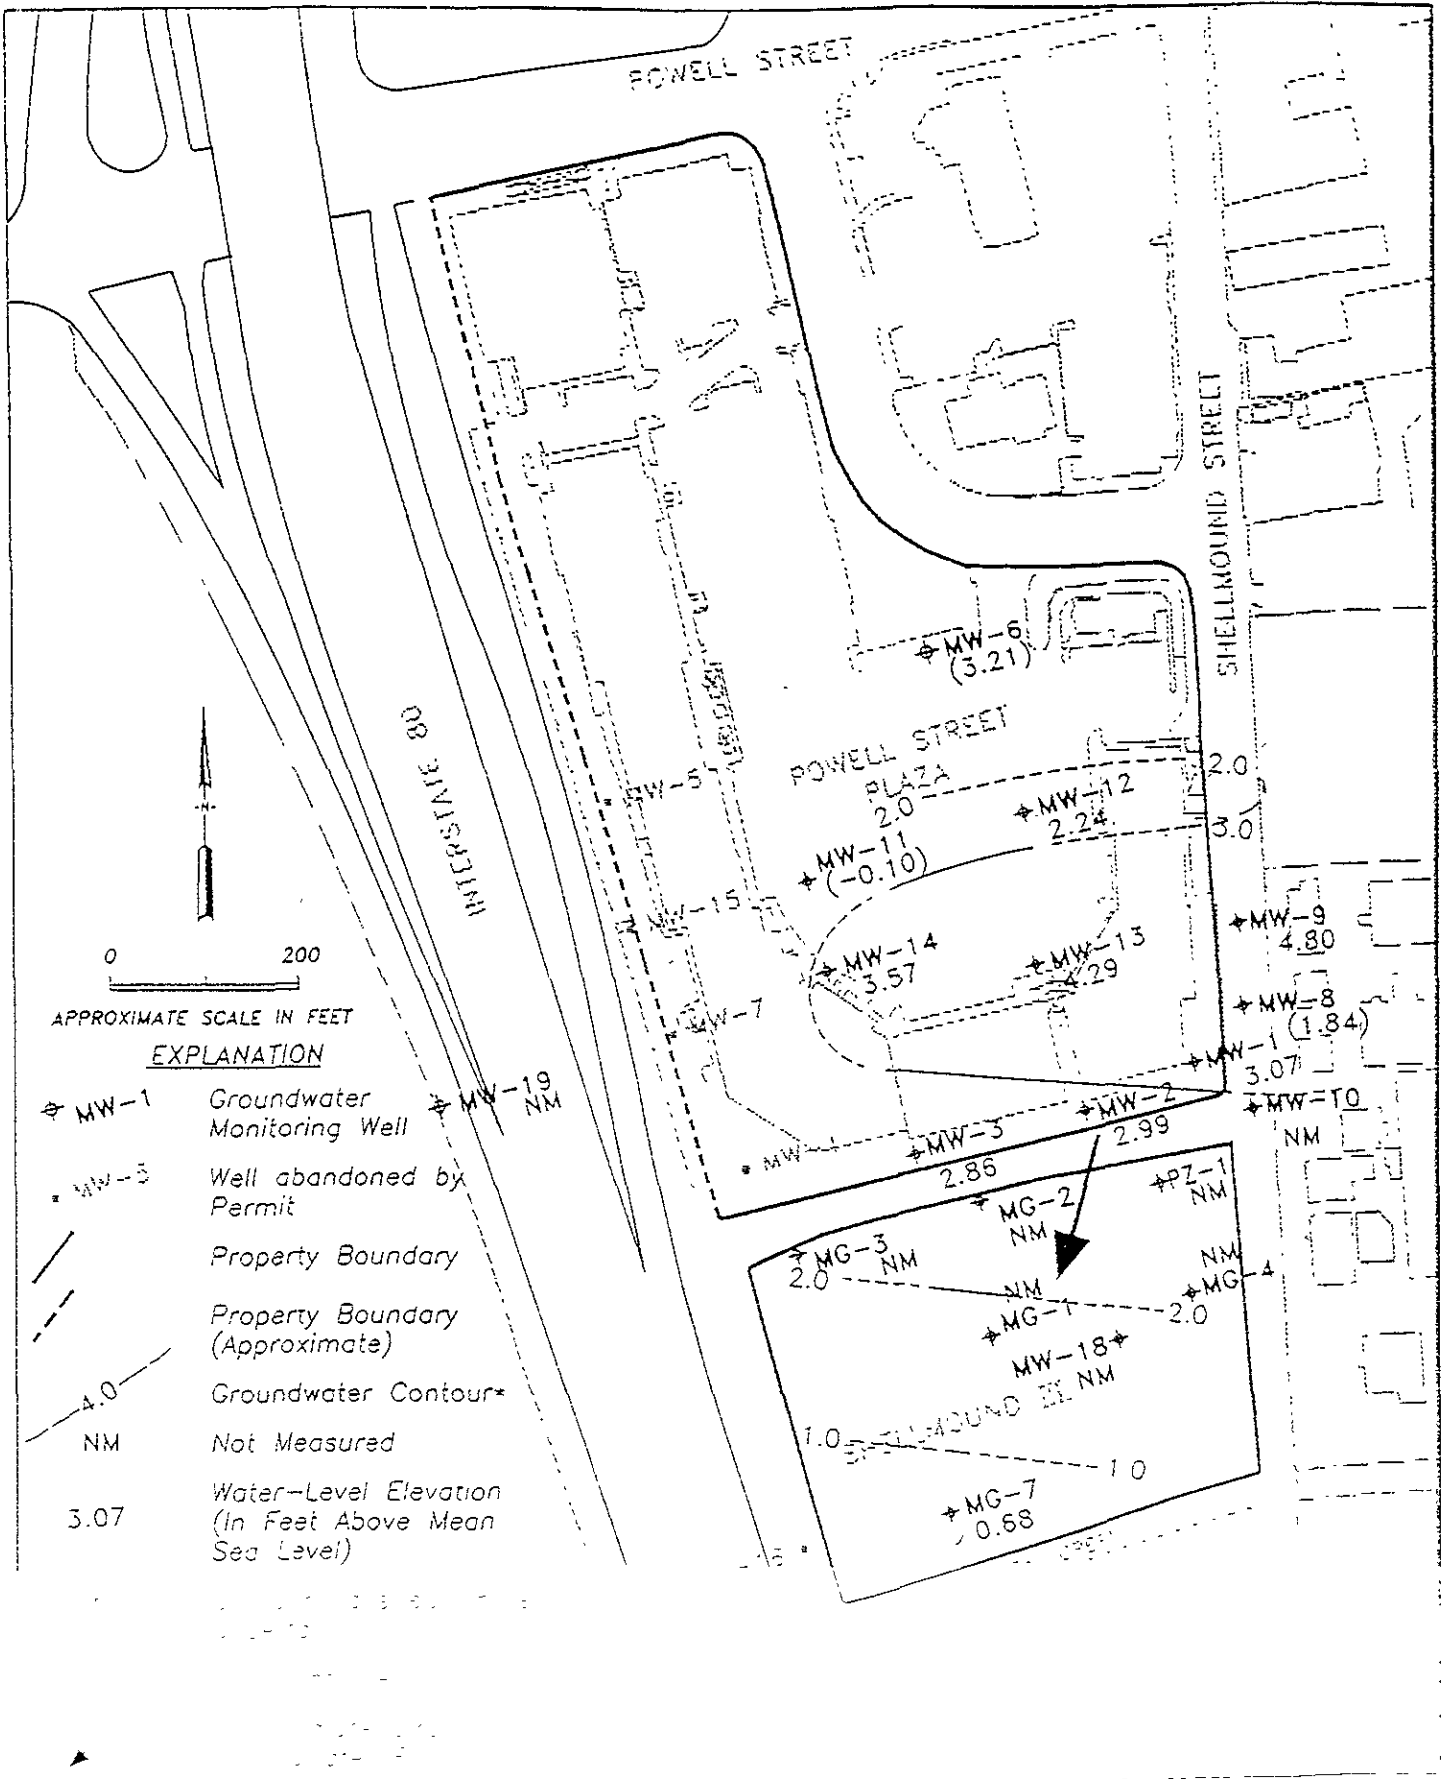 POWELL STREET
SHELLMOUND STREET
INTERSTATE 80
MW-6
(3.21)
POWELL STREET
PLAZA
2.0
2.0
MW-12
2.24
3.0
MW-11
(-0.10)
MW-15
MW-9
4.80
MW-14
3.57
MW-13
4.29
MW-8
(1.84)
MW-7
MW-1
3.07
MW-10
NM
MW-2
2.99
MW-3
2.86
MW-19
NM
PZ-1
NM
MG-2
NM
MG-3
NM
2.0
NM
MG-1
NM
MG-4
2.0
MW-18
NM
SHELLMOUND
1.0
1.0
MG-7
0.68
N
0 200
APPROXIMATE SCALE IN FEET
EXPLANATION
MW-1 Groundwater
Monitoring Well
MW-5 Well abandoned by
Permit
Property Boundary
Property Boundary
(Approximate)
4.0 Groundwater Contour*
NM Not Measured
3.07 Water-Level Elevation
(In Feet Above Mean
Sea Level)